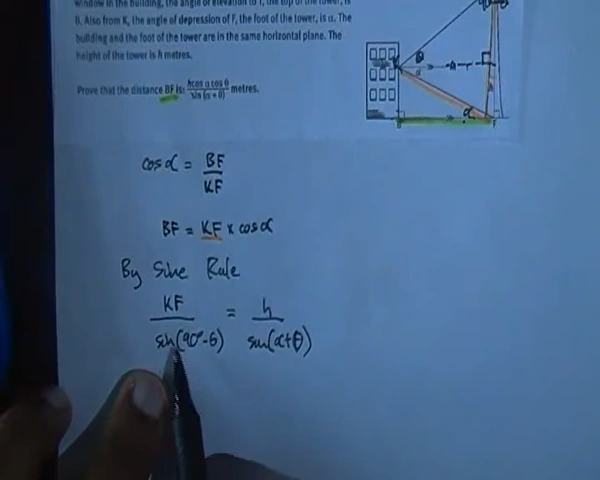 window in the building, the angle of elevation to T, the top of the tower, is
θ. Also from K, the angle of depression of F, the foot of the tower, is α. The
building and the foot of the tower are in the same horizontal plane. The
height of the tower is h metres.
Prove that the distance BF is: hcos α cos θ / sin (α + θ) metres.
K θ
α
α
cos α = BF / KF
BF = KF × cos α
By Sine Rule
KF / sin(90°-θ) = h / sin(α+θ)